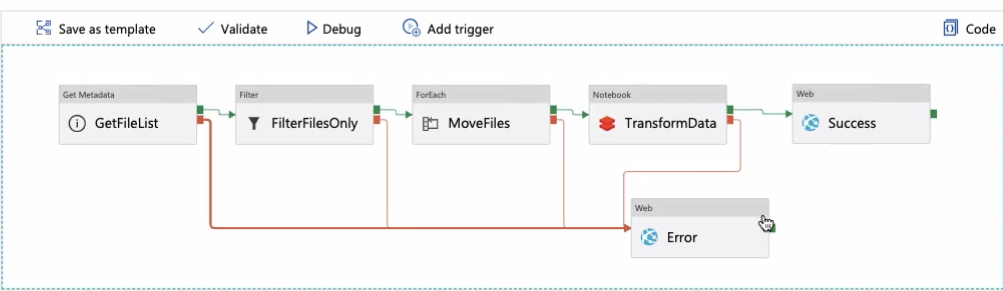 Save as template Validate Debug Add trigger Code
Get Metadata Filter ForEach Notebook Web
GetFileList FilterFilesOnly MoveFiles TransformData Success
Web
Error